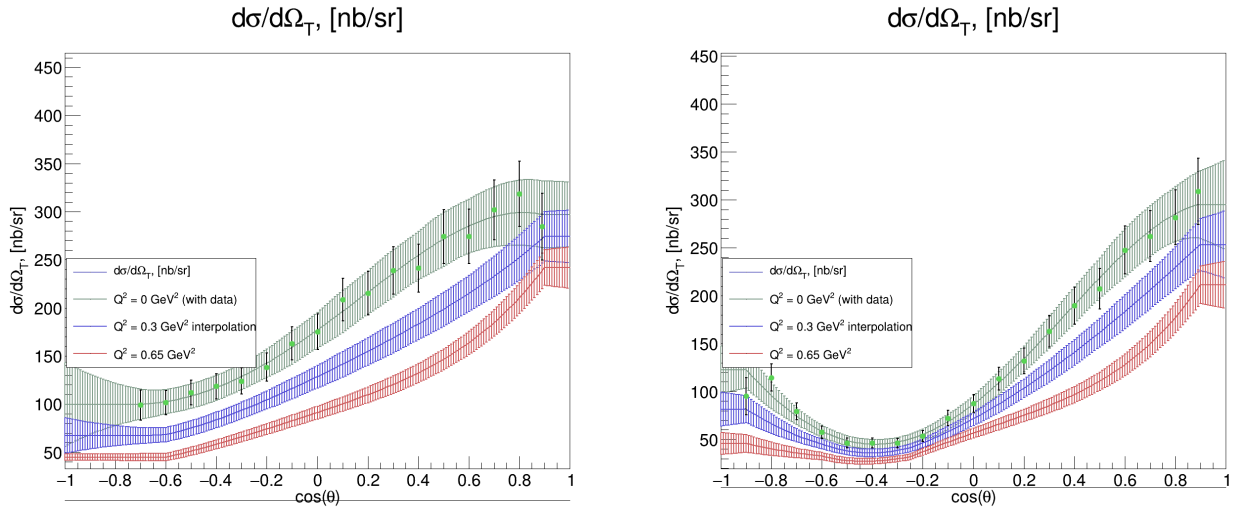 dσ/dΩ_T, [nb/sr]
dσ/dΩ_T, [nb/sr]
450
400
350
300
250
200
150
100
50
dσ/dΩ_T, [nb/sr]
dσ/dΩ_T, [nb/sr]
Q² = 0 GeV² (with data)
Q² = 0.3 GeV² interpolation
Q² = 0.65 GeV²
−1 −0.8 −0.6 −0.4 −0.2 0 0.2 0.4 0.6 0.8 1
cos(θ)
450
400
350
300
250
200
150
100
50
dσ/dΩ_T, [nb/sr]
dσ/dΩ_T, [nb/sr]
Q² = 0 GeV² (with data)
Q² = 0.3 GeV² interpolation
Q² = 0.65 GeV²
−1 −0.8 −0.6 −0.4 −0.2 0 0.2 0.4 0.6 0.8 1
cos(θ)